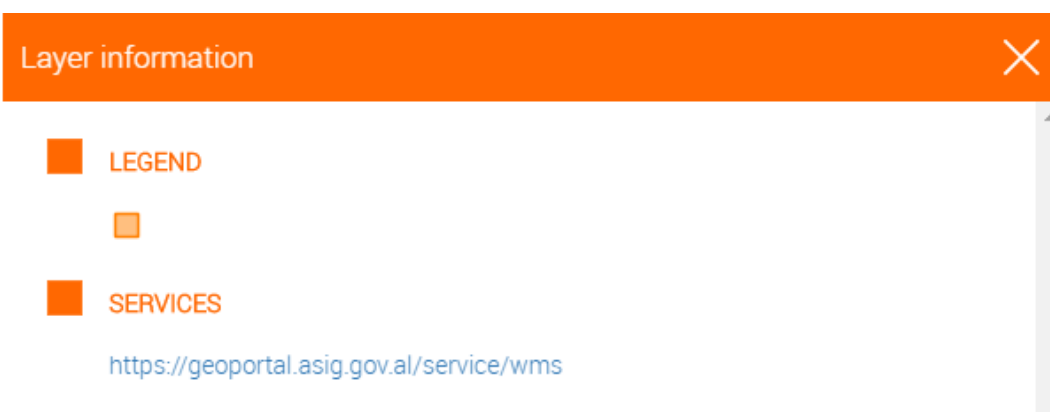 Layer information
LEGEND
SERVICES
https://geoportal.asig.gov.al/service/wms